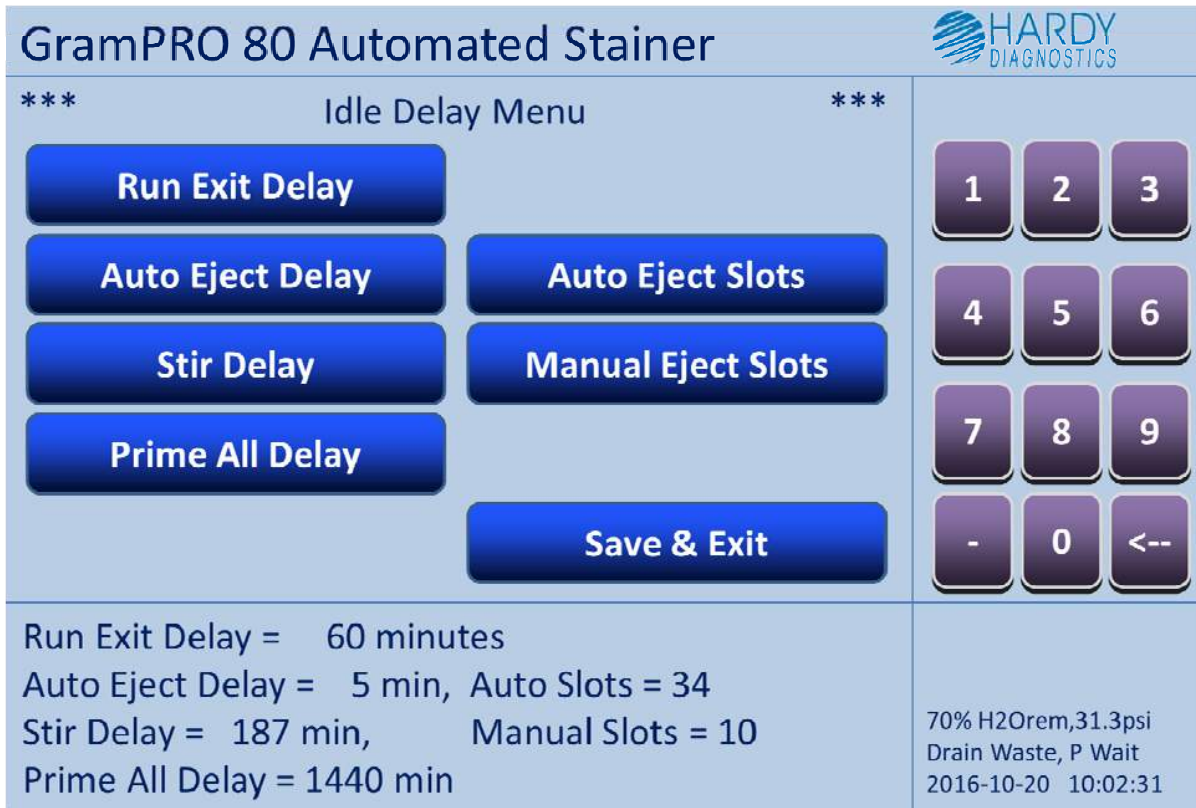 GramPRO 80 Automated Stainer
HARDY
DIAGNOSTICS
*** Idle Delay Menu ***
Run Exit Delay
Auto Eject Delay
Auto Eject Slots
Stir Delay
Manual Eject Slots
Prime All Delay
Save & Exit
1 2 3
4 5 6
7 8 9
- 0 <--
Run Exit Delay = 60 minutes
Auto Eject Delay = 5 min, Auto Slots = 34
Stir Delay = 187 min, Manual Slots = 10
Prime All Delay = 1440 min
70% H2Orem,31.3psi
Drain Waste, P Wait
2016-10-20 10:02:31